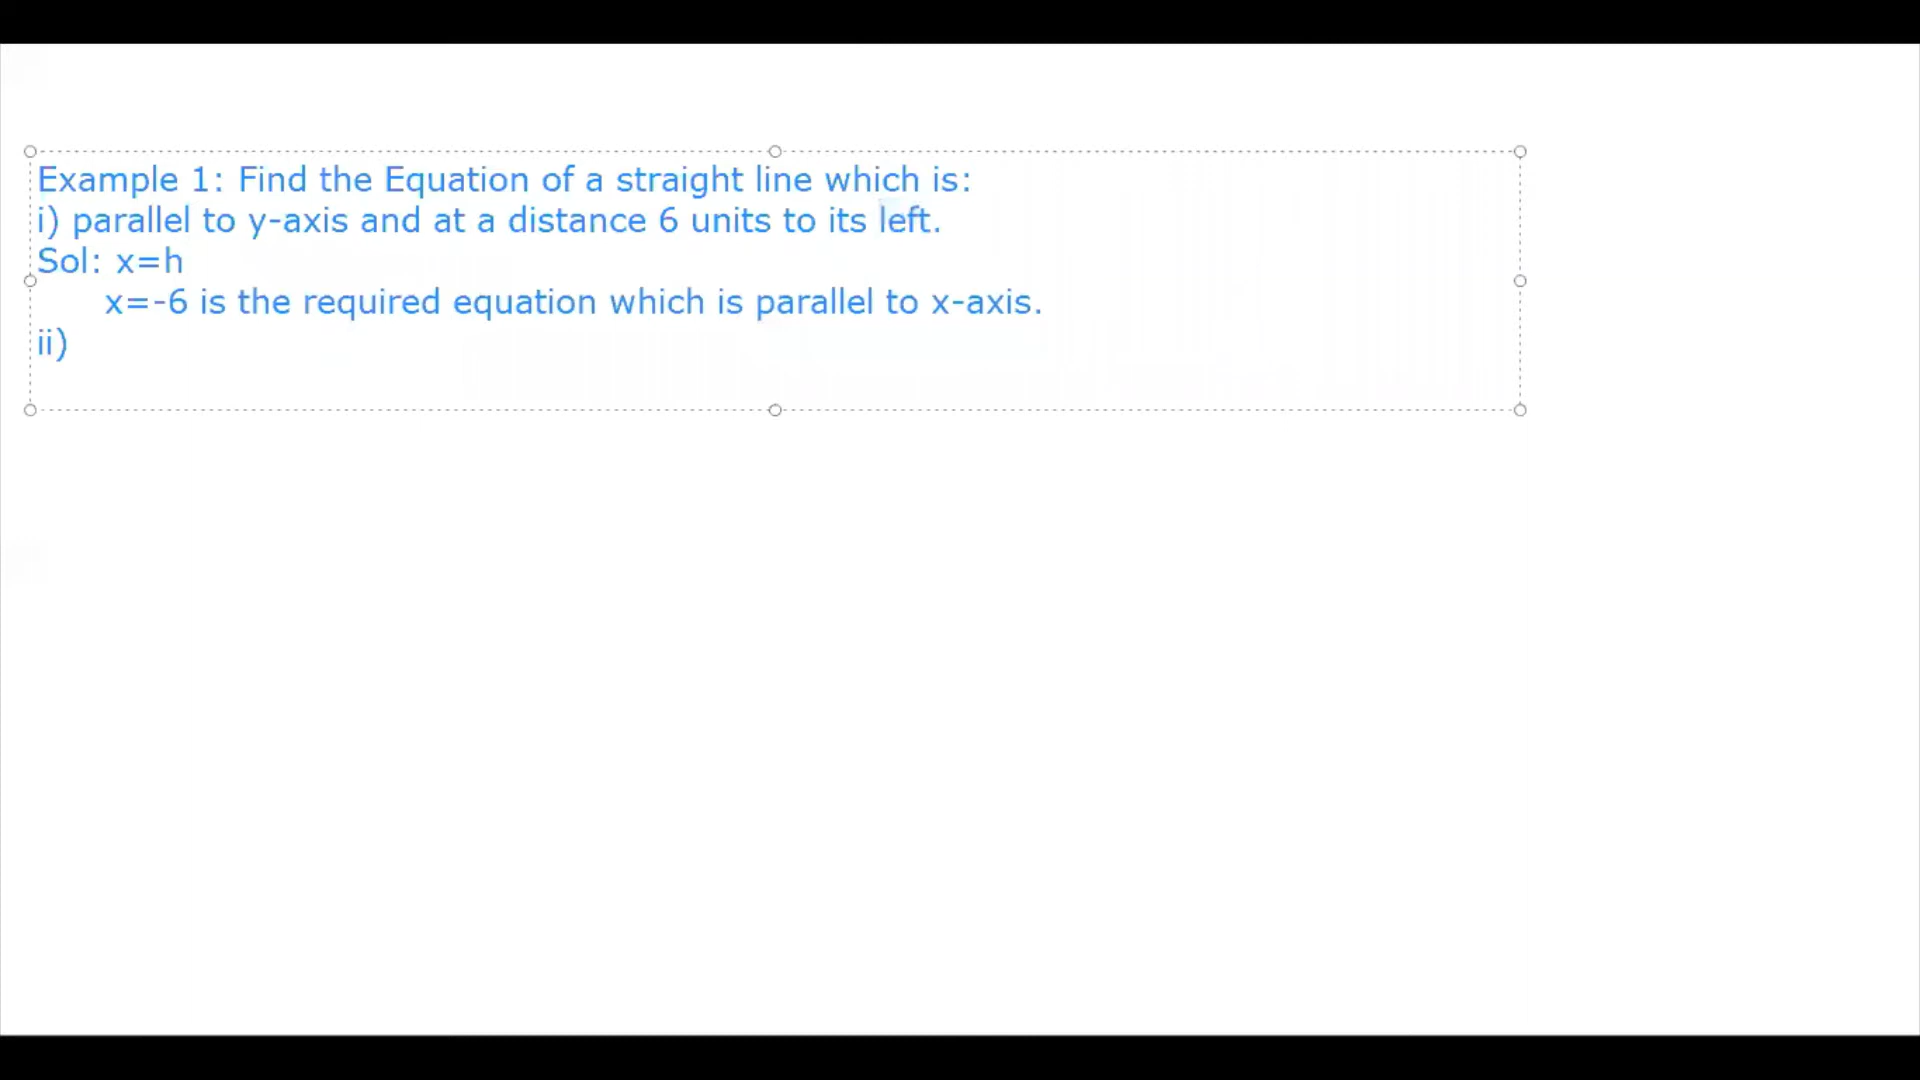 Example 1: Find the Equation of a straight line which is:
i) parallel to y-axis and at a distance 6 units to its left.
Sol: x=h
x=-6 is the required equation which is parallel to x-axis.
ii)